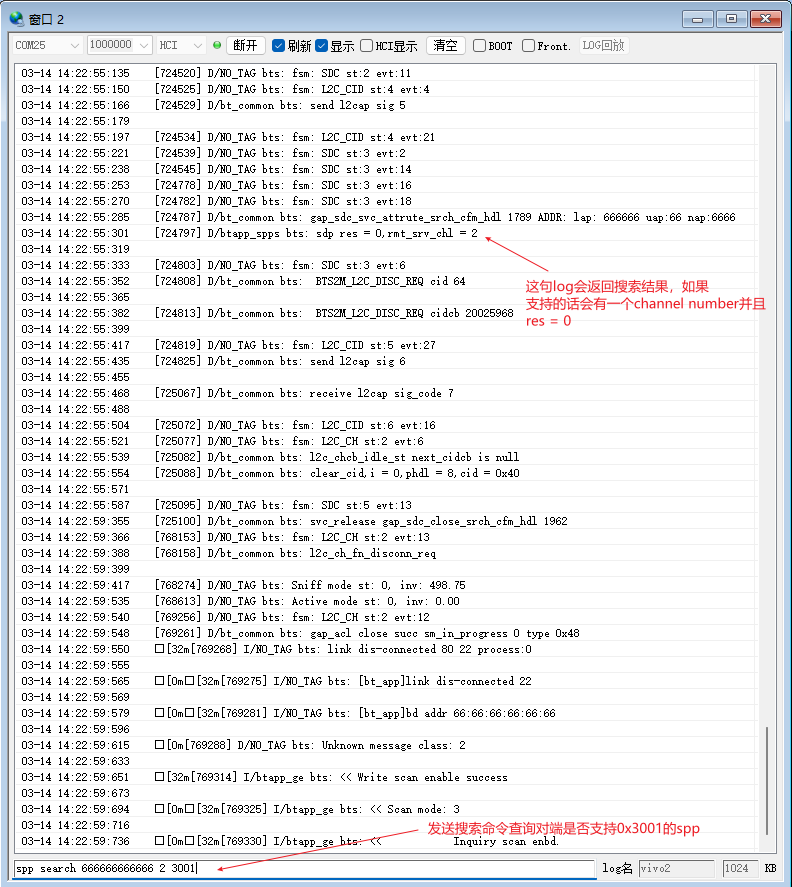 窗口 2
COM25 1000000 HCI 断开 刷新 显示 HCI显示 清空 BOOT Front. LOG回放
03-14 14:22:55:135 [724520] D/NO_TAG bts: fsm: SDC st:2 evt:11
03-14 14:22:55:150 [724525] D/NO_TAG bts: fsm: L2C_CID st:4 evt:4
03-14 14:22:55:166 [724529] D/bt_common bts: send l2cap sig 5
03-14 14:22:55:179
03-14 14:22:55:197 [724534] D/NO_TAG bts: fsm: L2C_CID st:4 evt:21
03-14 14:22:55:221 [724539] D/NO_TAG bts: fsm: SDC st:3 evt:2
03-14 14:22:55:238 [724545] D/NO_TAG bts: fsm: SDC st:3 evt:14
03-14 14:22:55:253 [724778] D/NO_TAG bts: fsm: SDC st:3 evt:16
03-14 14:22:55:270 [724782] D/NO_TAG bts: fsm: SDC st:3 evt:18
03-14 14:22:55:285 [724787] D/bt_common bts: gap_sdc_svc_attrute_srch_cfm_hdl 1789 ADDR: lap: 666666 uap:66 nap:6666
03-14 14:22:55:301 [724797] D/btapp_spps bts: sdp res = 0,rmt_srv_chl = 2
03-14 14:22:55:319
03-14 14:22:55:333 [724803] D/NO_TAG bts: fsm: SDC st:3 evt:6
03-14 14:22:55:352 [724808] D/bt_common bts:  BTS2M_L2C_DISC_REQ cid 64
03-14 14:22:55:365
03-14 14:22:55:382 [724813] D/bt_common bts:  BTS2M_L2C_DISC_REQ cidcb 20025968
03-14 14:22:55:399
这句log会返回搜索结果，如果
支持的话会有一个channel number并且
res = 0
03-14 14:22:55:417 [724819] D/NO_TAG bts: fsm: L2C_CID st:5 evt:27
03-14 14:22:55:435 [724825] D/bt_common bts: send l2cap sig 6
03-14 14:22:55:455
03-14 14:22:55:468 [725067] D/bt_common bts: receive l2cap sig_code 7
03-14 14:22:55:488
03-14 14:22:55:504 [725072] D/NO_TAG bts: fsm: L2C_CID st:6 evt:16
03-14 14:22:55:521 [725077] D/NO_TAG bts: fsm: L2C_CH st:2 evt:6
03-14 14:22:55:539 [725082] D/bt_common bts: l2c_chcb_idle_st next_cidcb is null
03-14 14:22:55:554 [725088] D/bt_common bts: clear_cid,i = 0,phdl = 8,cid = 0x40
03-14 14:22:55:571
03-14 14:22:55:587 [725095] D/NO_TAG bts: fsm: SDC st:5 evt:13
03-14 14:22:59:355 [725100] D/bt_common bts: svc_release gap_sdc_close_srch_cfm_hdl 1962
03-14 14:22:59:366 [768153] D/NO_TAG bts: fsm: L2C_CH st:2 evt:13
03-14 14:22:59:388 [768158] D/bt_common bts: l2c_ch_fn_disconn_req
03-14 14:22:59:399
03-14 14:22:59:417 [768274] D/NO_TAG bts: Sniff mode st: 0, inv: 498.75
03-14 14:22:59:535 [768613] D/NO_TAG bts: Active mode st: 0, inv: 0.00
03-14 14:22:59:540 [769256] D/NO_TAG bts: fsm: L2C_CH st:2 evt:12
03-14 14:22:59:548 [769261] D/bt_common bts: gap_acl close succ sm_in_progress 0 type 0x48
03-14 14:22:59:550 □[32m[769268] I/NO_TAG bts: link dis-connected 80 22 process:0
03-14 14:22:59:555
03-14 14:22:59:565 □[0m□[32m[769275] I/NO_TAG bts: [bt_app]link dis-connected 22
03-14 14:22:59:569
03-14 14:22:59:579 □[0m□[32m[769281] I/NO_TAG bts: [bt_app]bd addr 66:66:66:66:66:66
03-14 14:22:59:596
03-14 14:22:59:615 □[0m[769288] D/NO_TAG bts: Unknown message class: 2
03-14 14:22:59:633
03-14 14:22:59:651 □[32m[769314] I/btapp_ge bts: << Write scan enable success
03-14 14:22:59:673
03-14 14:22:59:694 □[0m□[32m[769325] I/btapp_ge bts: << Scan mode: 3
03-14 14:22:59:716
03-14 14:22:59:736 □[0m□[32m[769330] I/btapp_ge bts: << Inquiry scan enbd.
发送搜索命令查询对端是否支持0x3001的spp
spp search 666666666666 2 3001 log名 vivo2 1024 KB